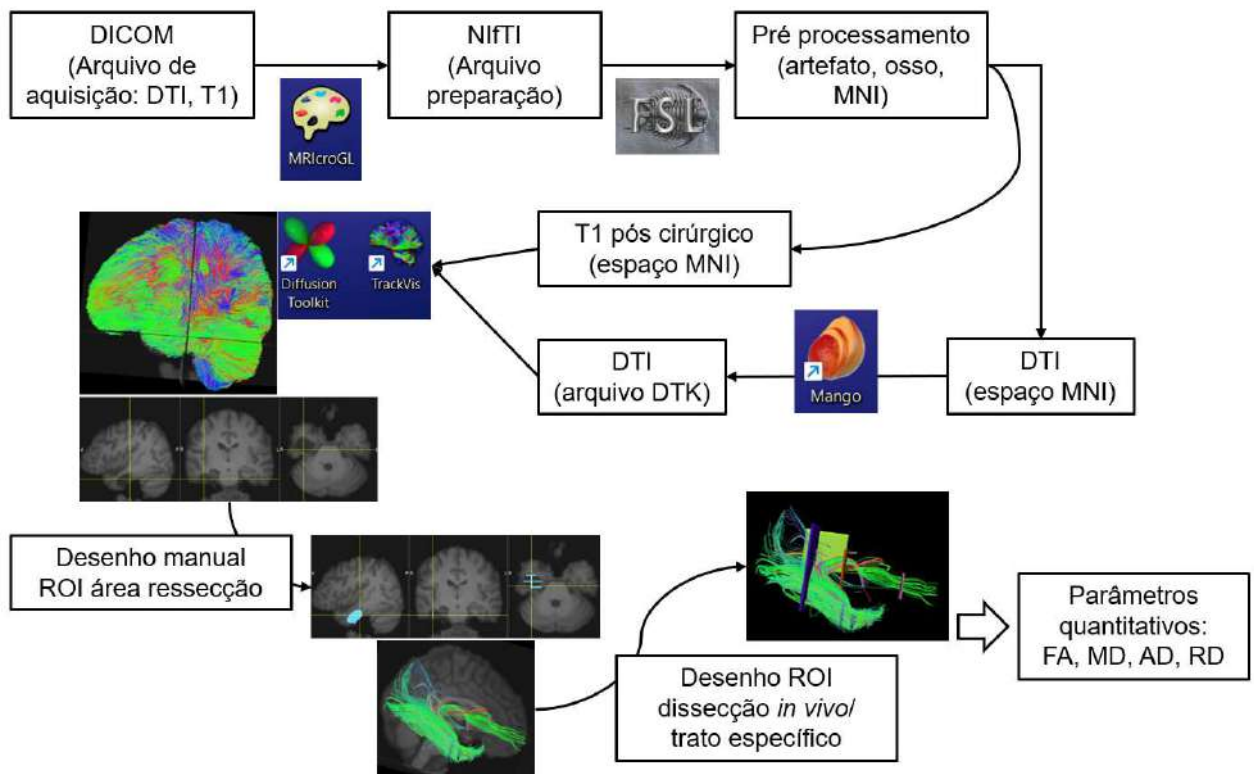 DICOM
(Arquivo de
aquisição: DTI, T1)
NIfTI
(Arquivo
preparação)
Pré processamento
(artefato, osso,
MNI)
MRIcroGL
FSL
T1 pós cirúrgico
(espaço MNI)
Diffusion
Toolkit
TrackVis
DTI
(arquivo DTK)
Mango
DTI
(espaço MNI)
Desenho manual
ROI área ressecção
Desenho ROI
dissecção in vivo/
trato específico
Parâmetros
quantitativos:
FA, MD, AD, RD